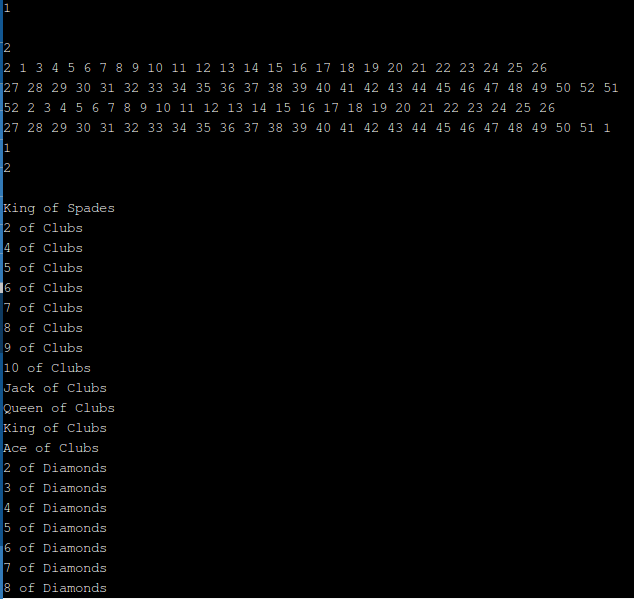 1
2
2 1 3 4 5 6 7 8 9 10 11 12 13 14 15 16 17 18 19 20 21 22 23 24 25 26
27 28 29 30 31 32 33 34 35 36 37 38 39 40 41 42 43 44 45 46 47 48 49 50 52 51
52 2 3 4 5 6 7 8 9 10 11 12 13 14 15 16 17 18 19 20 21 22 23 24 25 26
27 28 29 30 31 32 33 34 35 36 37 38 39 40 41 42 43 44 45 46 47 48 49 50 51 1
1
2
King of Spades
2 of Clubs
4 of Clubs
5 of Clubs
6 of Clubs
7 of Clubs
8 of Clubs
9 of Clubs
10 of Clubs
Jack of Clubs
Queen of Clubs
King of Clubs
Ace of Clubs
2 of Diamonds
3 of Diamonds
4 of Diamonds
5 of Diamonds
6 of Diamonds
7 of Diamonds
8 of Diamonds